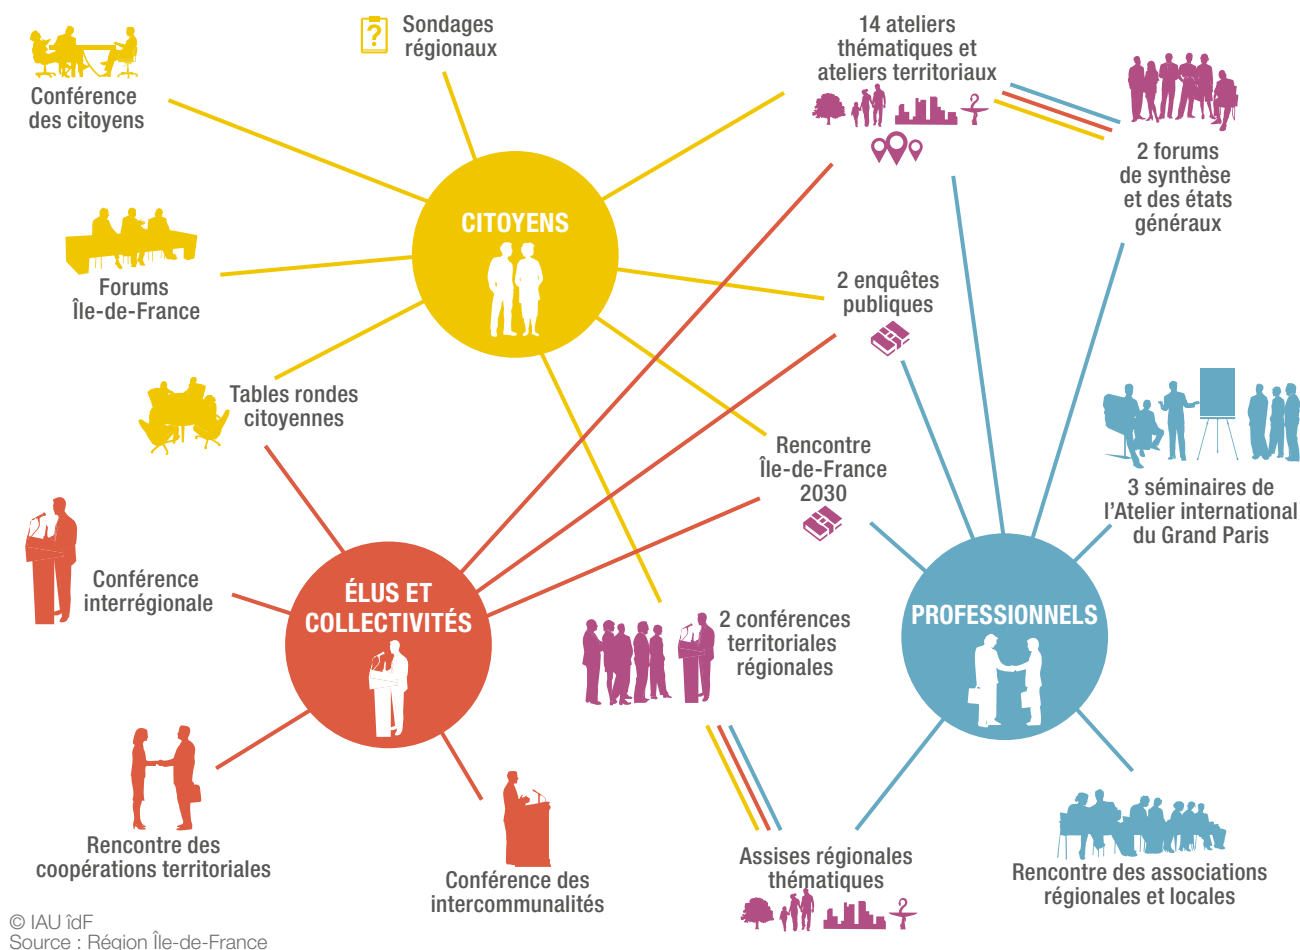 Sondages
régionaux
14 ateliers
thématiques et
ateliers territoriaux
Conférence
des citoyens
2 forums
de synthèse
et des états
généraux
CITOYENS
Forums
Île-de-France
2 enquêtes
publiques
Tables rondes
citoyennes
Rencontre
Île-de-France
2030
3 séminaires de
l'Atelier international
du Grand Paris
Conférence
interrégionale
ÉLUS ET
COLLECTIVITÉS
2 conférences
territoriales
régionales
PROFESSIONNELS
Rencontre des
coopérations territoriales
Conférence des
intercommunalités
Assises régionales
thématiques
Rencontre des associations
régionales et locales
© IAU îdF
Source : Région Île-de-France